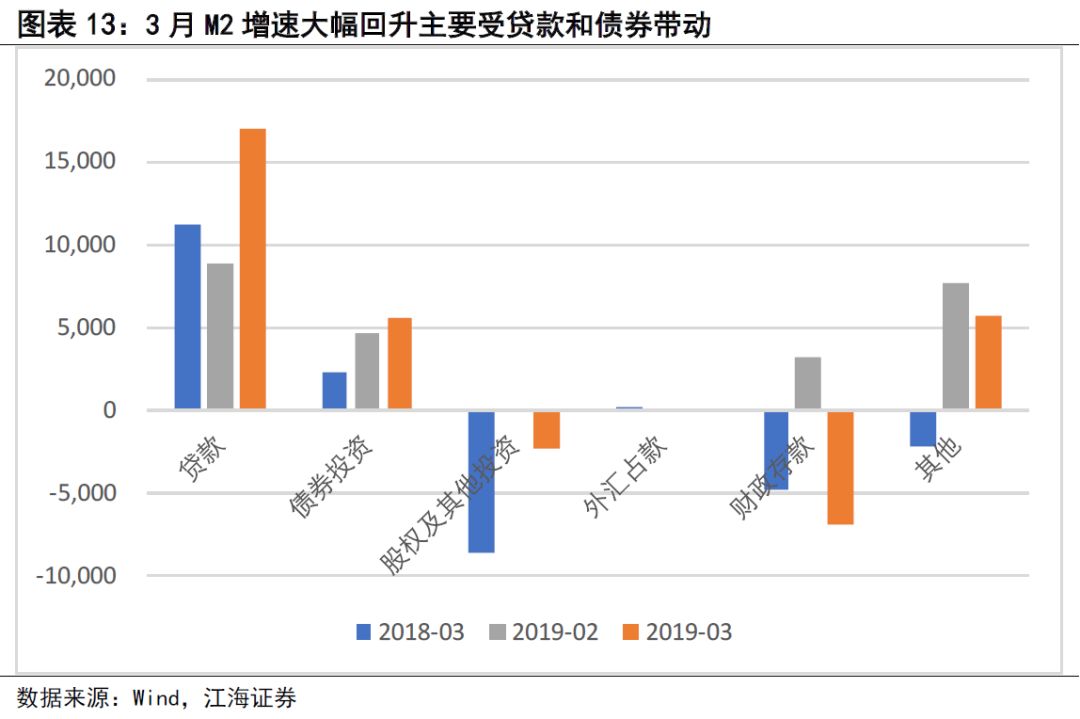 图表 13：3 月 M2 增速大幅回升主要受贷款和债券带动
20,000
15,000
10,000
5,000
0
-5,000
-10,000
贷款
债券投资
股权及其他投资
外汇占款
财政存款
其他
2018-03 2019-02 2019-03
数据来源：Wind，江海证券